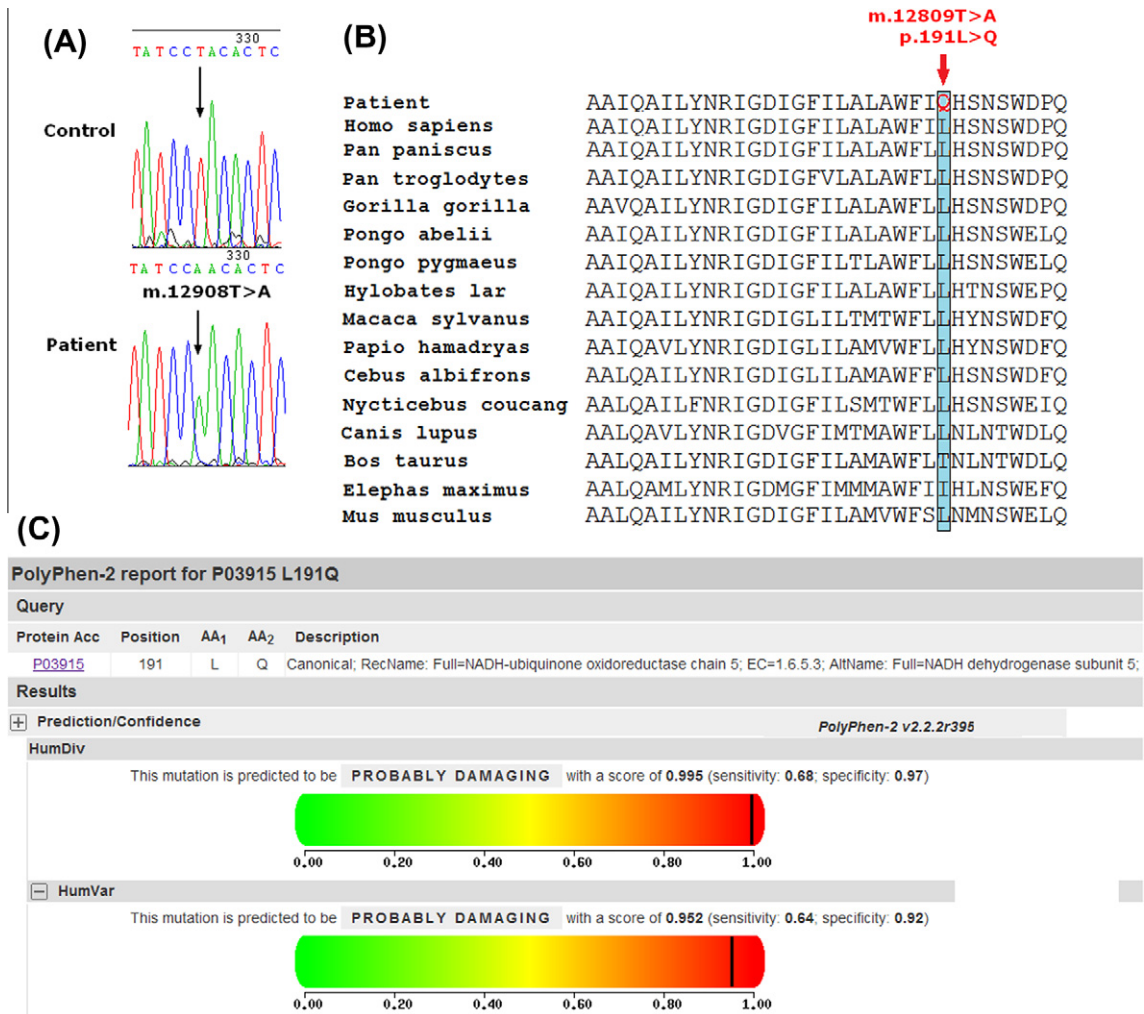 (A)
330
TATCCTACACTC
Control
330
TATCCAACACTC
m.12908T>A
Patient
(B)
m.12809T>A
p.191L>Q
Patient AAIQAILYNRIGDIGFILALAWFIQHSNSWDPQ
Homo sapiens AAIQAILYNRIGDIGFILALAWFILHSNSWDPQ
Pan paniscus AAIQAILYNRIGDIGFILALAWFLLHSNSWDPQ
Pan troglodytes AAIQAILYNRIGDIGFVLALAWFLLHSNSWDPQ
Gorilla gorilla AAVQAILYNRIGDIGFILALAWFLLHSNSWDPQ
Pongo abelii AAIQAILYNRIGDIGFILALAWFLLHSNSWELQ
Pongo pygmaeus AAIQAILYNRIGDIGFILTLAWFLLHSNSWELQ
Hylobates lar AAIQAILYNRIGDIGFILALAWFLLHTNSWEPQ
Macaca sylvanus AAIQAILYNRIGDIGLILTMTWFLLHYNSWDFQ
Papio hamadryas AAIQAVLYNRIGDIGLILAMVWFLLHYNSWDFQ
Cebus albifrons AALQAILYNRIGDIGLILAMAWFFLHSNSWDFQ
Nycticebus coucang AALQAILFNRIGDIGFILSMTWFLLHSNSWEIQ
Canis lupus AALQAVLYNRIGDVGFIMTMAWFLLNLNTWDLQ
Bos taurus AALQAILYNRIGDIGFILAMAWFLTNLNTWDLQ
Elephas maximus AALQAMLYNRIGDMGFIMMMAWFIIHLNSWEFQ
Mus musculus AALQAILYNRIGDIGFILAMVWFSLNMNSWELQ
(C)
PolyPhen-2 report for P03915 L191Q
Query
Protein Acc Position AA1 AA2 Description
P03915 191 L Q Canonical; RecName: Full=NADH-ubiquinone oxidoreductase chain 5; EC=1.6.5.3; AltName: Full=NADH dehydrogenase subunit 5;
Results
+ Prediction/Confidence PolyPhen-2 v2.2.2r395
HumDiv
This mutation is predicted to be PROBABLY DAMAGING with a score of 0.995 (sensitivity: 0.68; specificity: 0.97)
0.00 0.20 0.40 0.60 0.80 1.00
− HumVar
This mutation is predicted to be PROBABLY DAMAGING with a score of 0.952 (sensitivity: 0.64; specificity: 0.92)
0.00 0.20 0.40 0.60 0.80 1.00